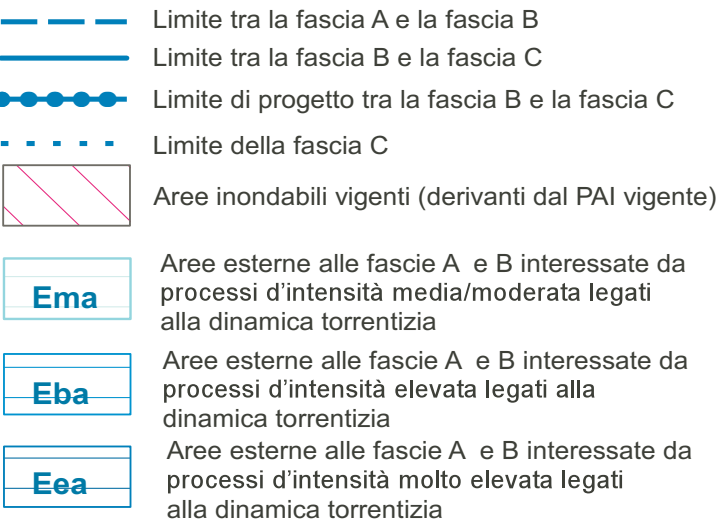 Limite tra la fascia A e la fascia B
Limite tra la fascia B e la fascia C
Limite di progetto tra la fascia B e la fascia C
Limite della fascia C
Aree inondabili vigenti (derivanti dal PAI vigente)
Ema
Aree esterne alle fascie A e B interessate da
processi d'intensità media/moderata legati
alla dinamica torrentizia
Eba
Aree esterne alle fascie A e B interessate da
processi d'intensità elevata legati alla
dinamica torrentizia
Eea
Aree esterne alle fascie A e B interessate da
processi d'intensità molto elevata legati
alla dinamica torrentizia